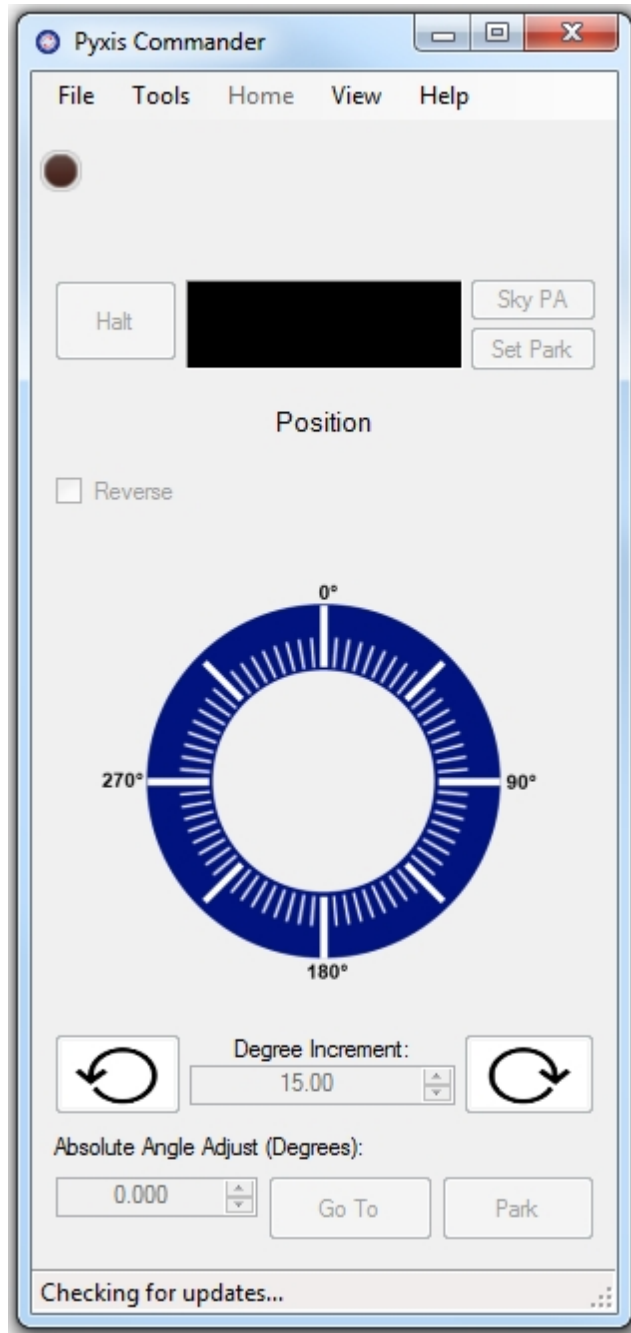 Pyxis Commander
File Tools Home View Help
Halt
Sky PA
Set Park
Position
Reverse
0°
270°
90°
180°
Degree Increment:
15.00
Absolute Angle Adjust (Degrees):
0.000
Go To
Park
Checking for updates...